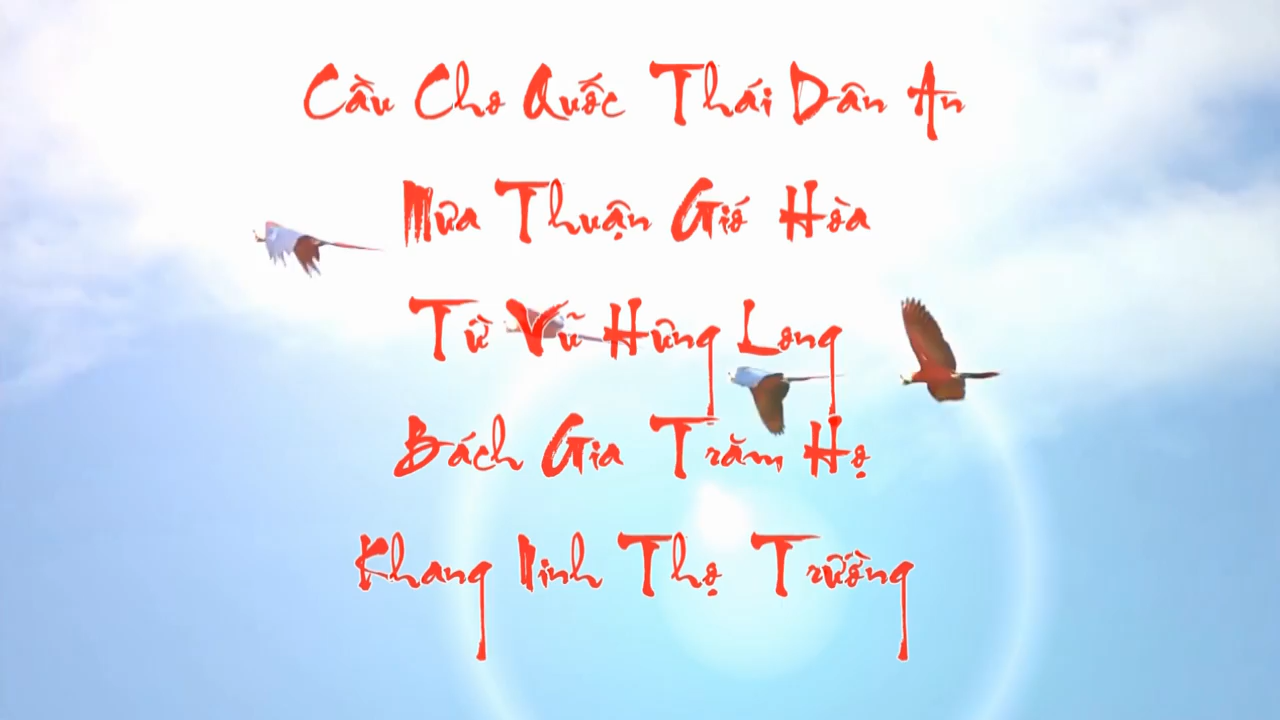 Cầu Cho Quốc Thái Dân An
Mưa Thuận Gió Hòa
Từ Vũ Hưng Long
Bách Gia Trăm Họ
Khang Ninh Thọ Trường